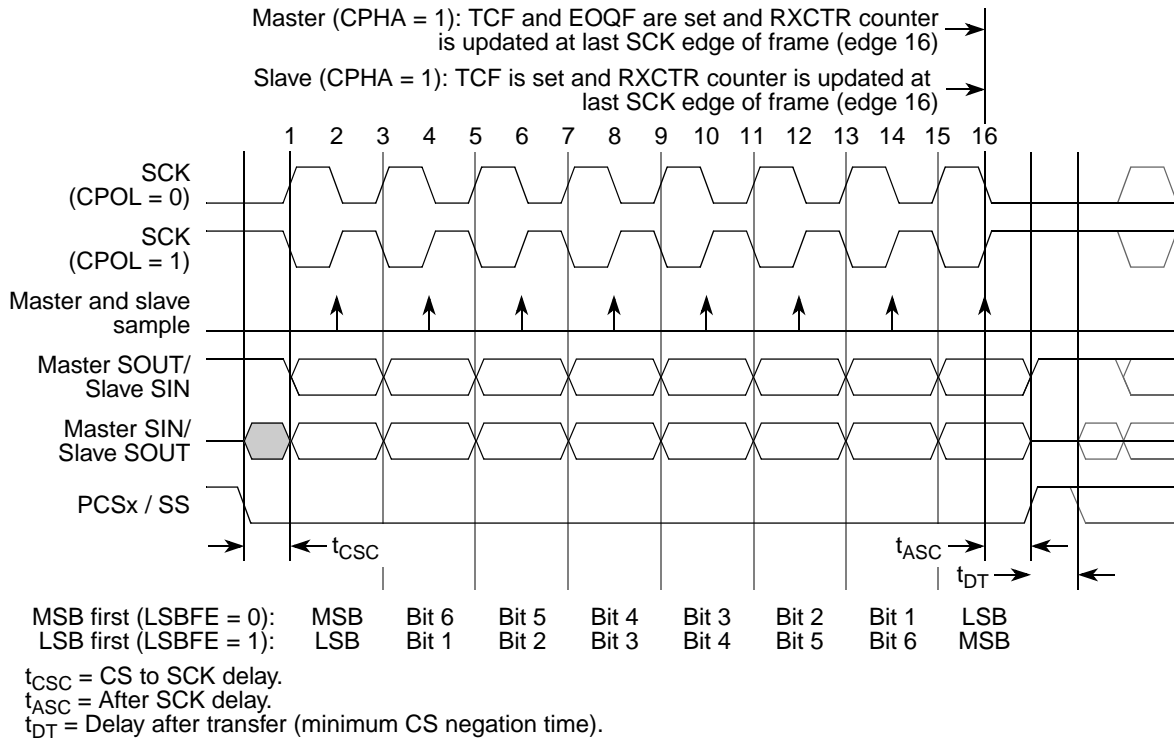 Master (CPHA = 1): TCF and EOQF are set and RXCTR counter
is updated at last SCK edge of frame (edge 16)
Slave (CPHA = 1): TCF is set and RXCTR counter is updated at
last SCK edge of frame (edge 16)
1 2 3 4 5 6 7 8 9 10 11 12 13 14 15 16
SCK
(CPOL = 0)
SCK
(CPOL = 1)
Master and slave
sample
Master SOUT/
Slave SIN
Master SIN/
Slave SOUT
PCSx / SS
tCSC tASC
tDT
MSB first (LSBFE = 0): MSB Bit 6 Bit 5 Bit 4 Bit 3 Bit 2 Bit 1 LSB
LSB first (LSBFE = 1): LSB Bit 1 Bit 2 Bit 3 Bit 4 Bit 5 Bit 6 MSB
tCSC = CS to SCK delay.
tASC = After SCK delay.
tDT = Delay after transfer (minimum CS negation time).